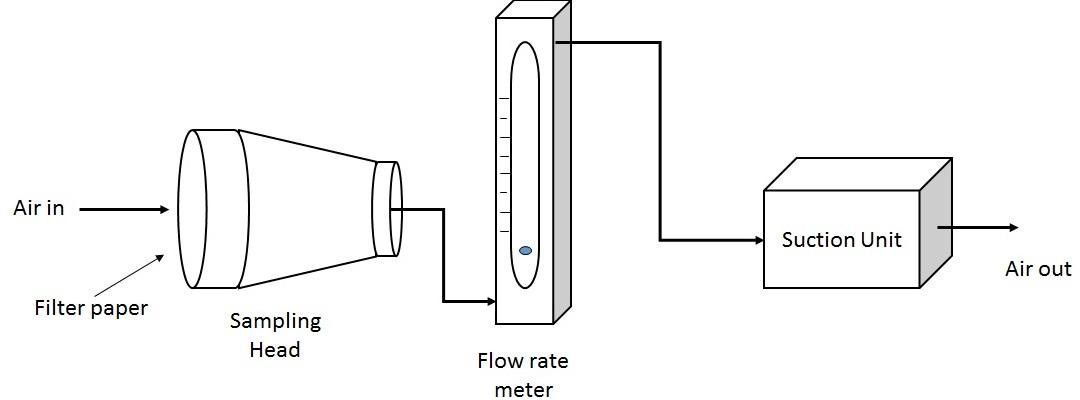 Air in
Filter paper
Sampling
Head
Flow rate
meter
Suction Unit
Air out